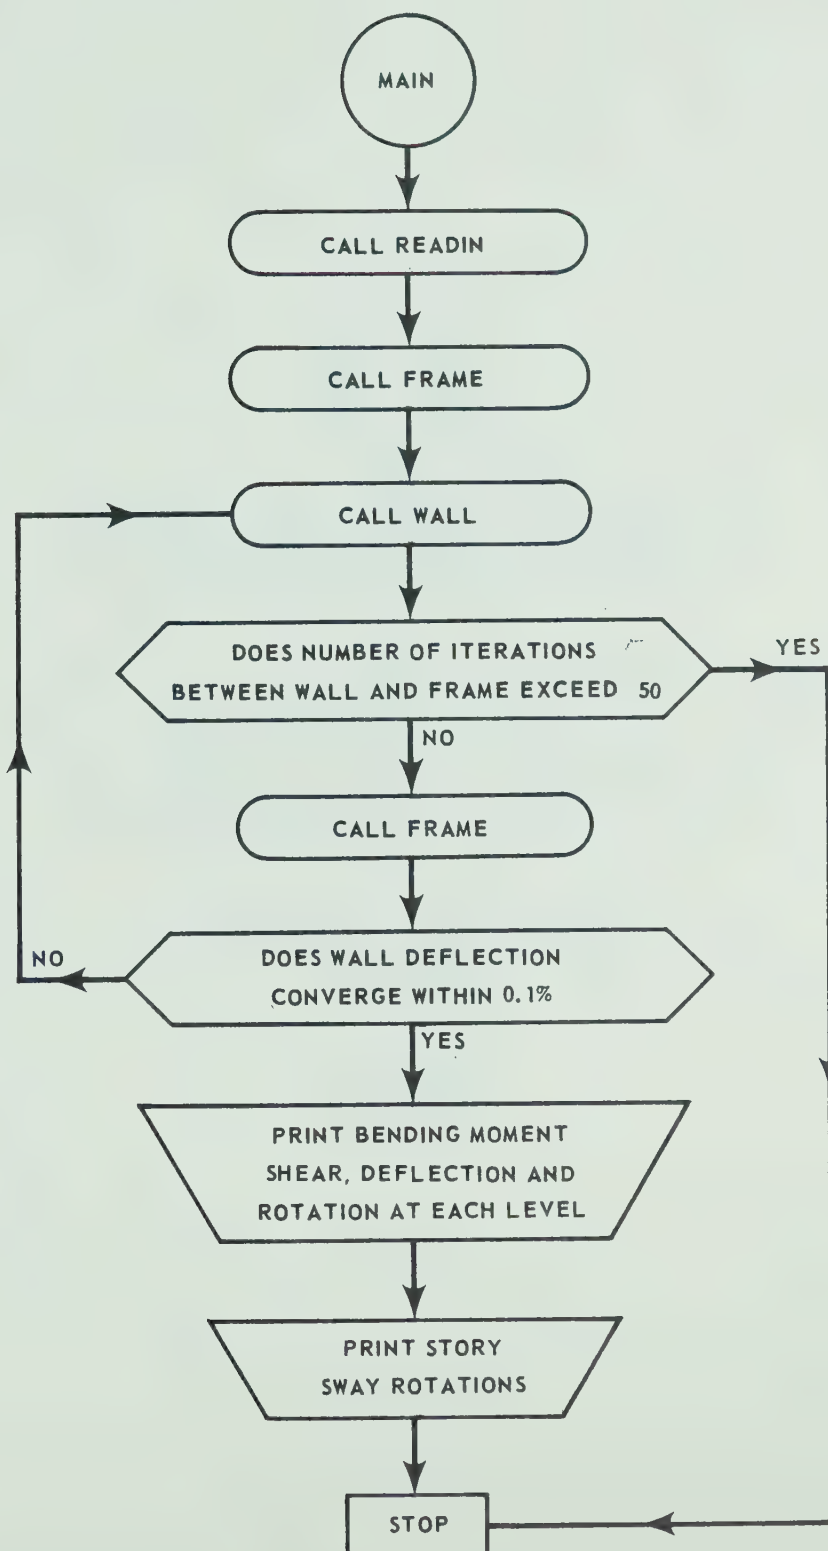 MAIN
CALL READIN
CALL FRAME
CALL WALL
DOES NUMBER OF ITERATIONS
BETWEEN WALL AND FRAME EXCEED 50
YES
NO
CALL FRAME
DOES WALL DEFLECTION
CONVERGE WITHIN 0.1%
NO
YES
PRINT BENDING MOMENT
SHEAR, DEFLECTION AND
ROTATION AT EACH LEVEL
PRINT STORY
SWAY ROTATIONS
STOP